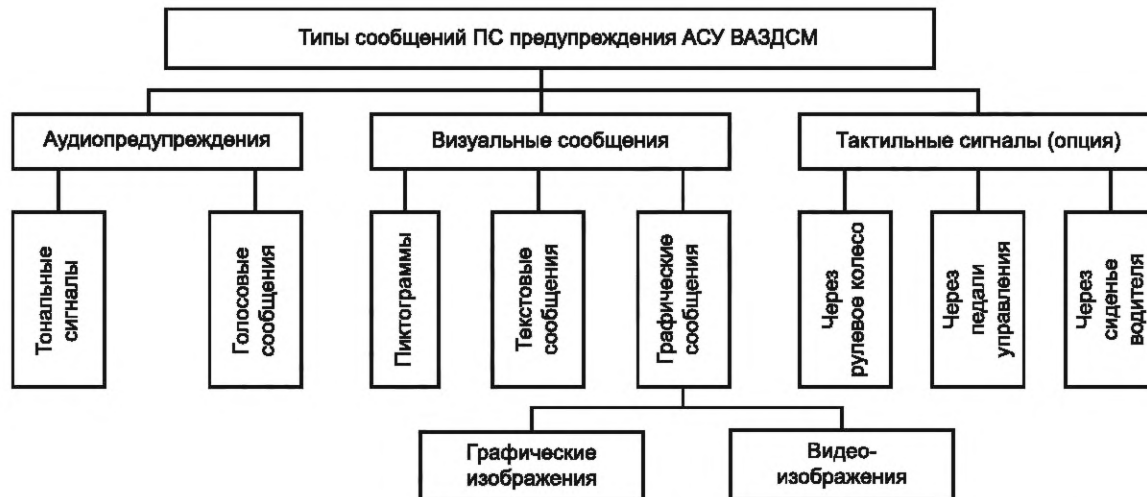 Типы сообщений ПС предупреждения АСУ ВАЗДСМ
Аудиопредупреждения
Визуальные сообщения
Тактильные сигналы (опция)
Тональные
сигналы
Голосовые
сообщения
Пиктограммы
Текстовые
сообщения
Графические
сообщения
Через
рулевое колесо
Через
педали
управления
Через
сиденье
водителя
Графические
изображения
Видео-
изображения